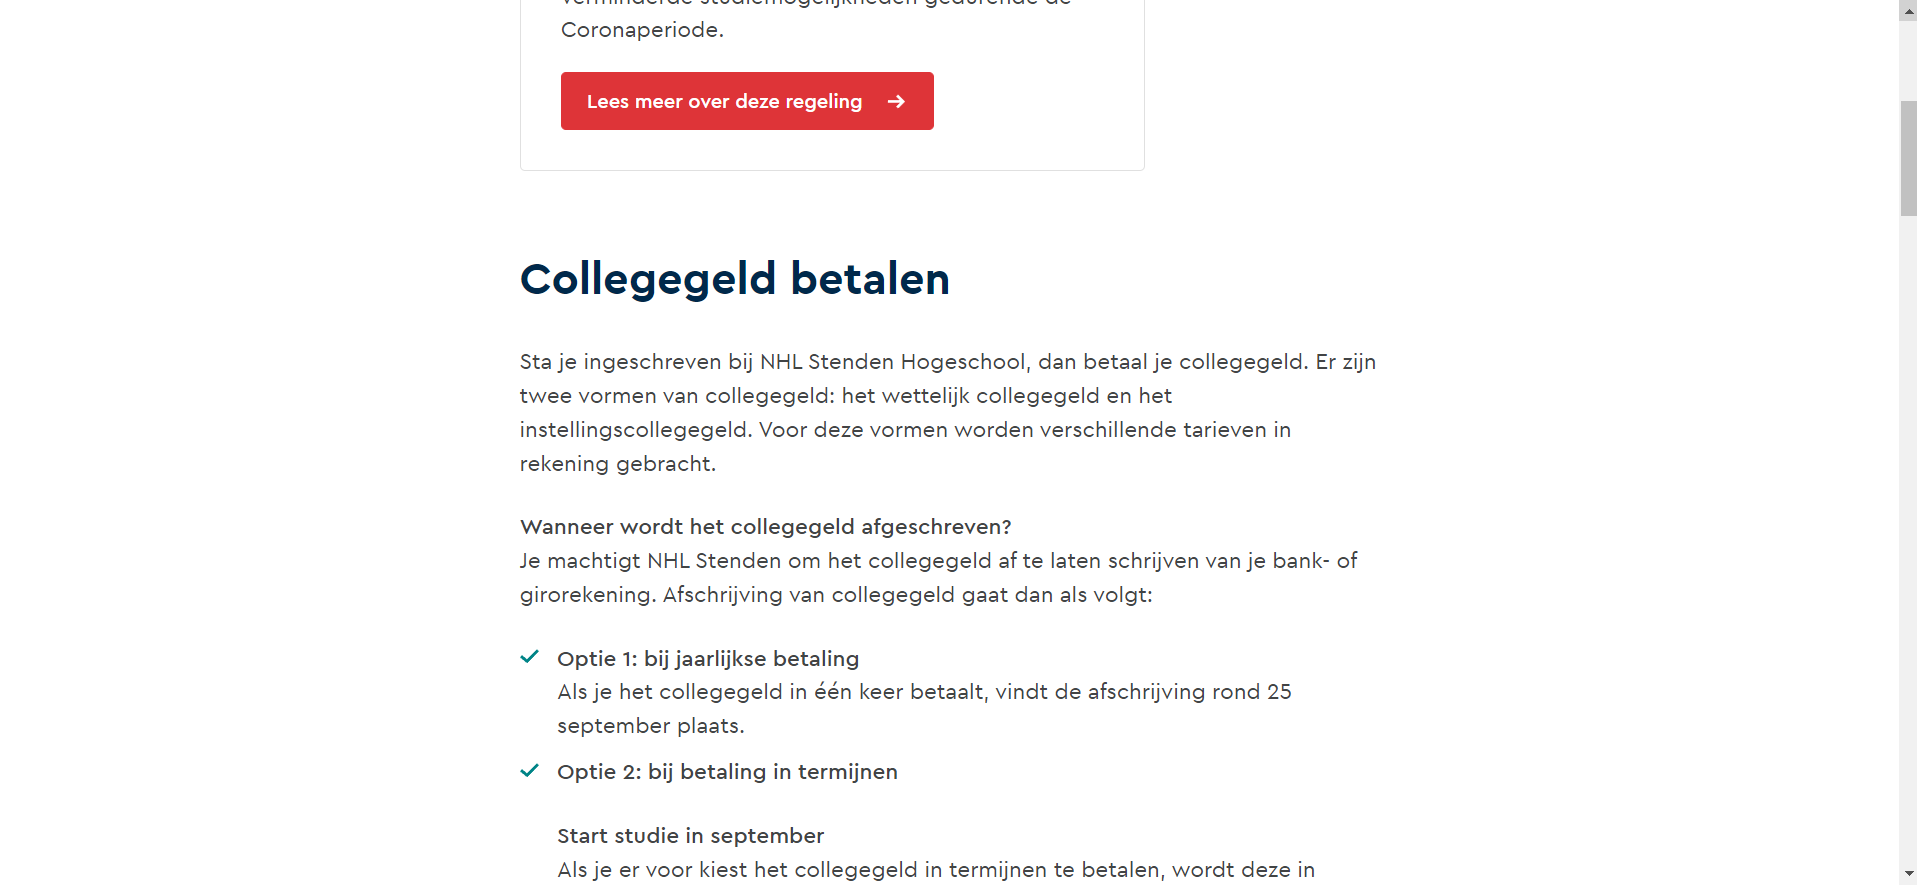 verminderde studiemogelijkheden gedurende de
Coronaperiode.
Lees meer over deze regeling
Collegegeld betalen
Sta je ingeschreven bij NHL Stenden Hogeschool, dan betaal je collegegeld. Er zijn
twee vormen van collegegeld: het wettelijk collegegeld en het
instellingscollegegeld. Voor deze vormen worden verschillende tarieven in
rekening gebracht.
Wanneer wordt het collegegeld afgeschreven?
Je machtigt NHL Stenden om het collegegeld af te laten schrijven van je bank- of
girorekening. Afschrijving van collegegeld gaat dan als volgt:
Optie 1: bij jaarlijkse betaling
Als je het collegegeld in één keer betaalt, vindt de afschrijving rond 25
september plaats.
Optie 2: bij betaling in termijnen
Start studie in september
Als je er voor kiest het collegegeld in termijnen te betalen, wordt deze in